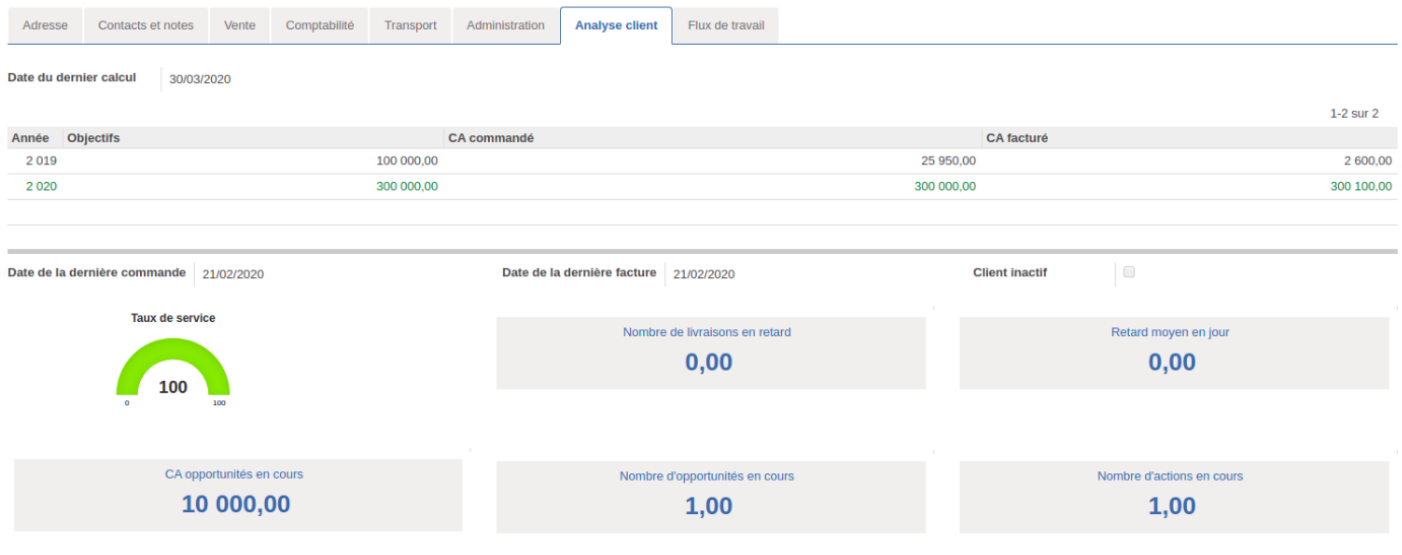 Adresse Contacts et notes Vente Comptabilité Transport Administration Analyse client Flux de travail
Date du dernier calcul 30/03/2020
1-2 sur 2
Année Objectifs CA commandé CA facturé
2 019 100 000,00 25 950,00 2 600,00
2 020 300 000,00 300 000,00 300 100,00
Date de la dernière commande 21/02/2020 Date de la dernière facture 21/02/2020 Client inactif
Taux de service
100
0 100
Nombre de livraisons en retard
0,00
Retard moyen en jour
0,00
CA opportunités en cours
10 000,00
Nombre d'opportunités en cours
1,00
Nombre d'actions en cours
1,00